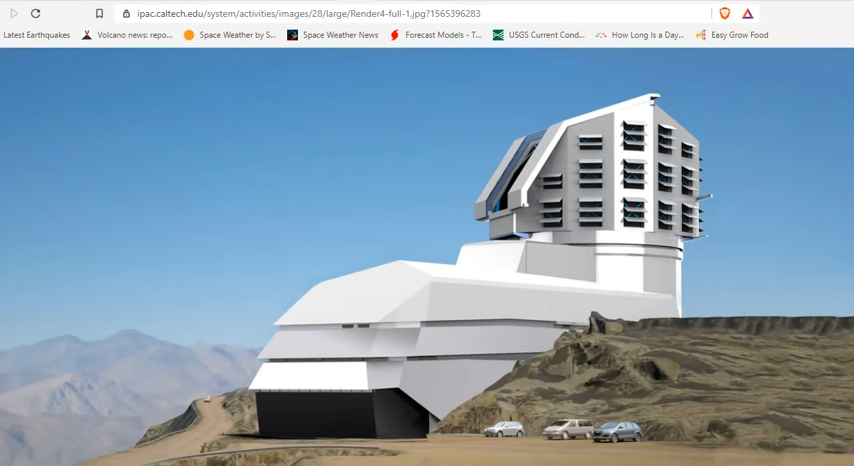 ipac.caltech.edu/system/activities/images/28/large/Render4-full-1.jpg?1565396283
Latest Earthquakes Volcano news: repo... Space Weather by S... Space Weather News Forecast Models - T... USGS Current Cond... How Long Is a Day... Easy Grow Food